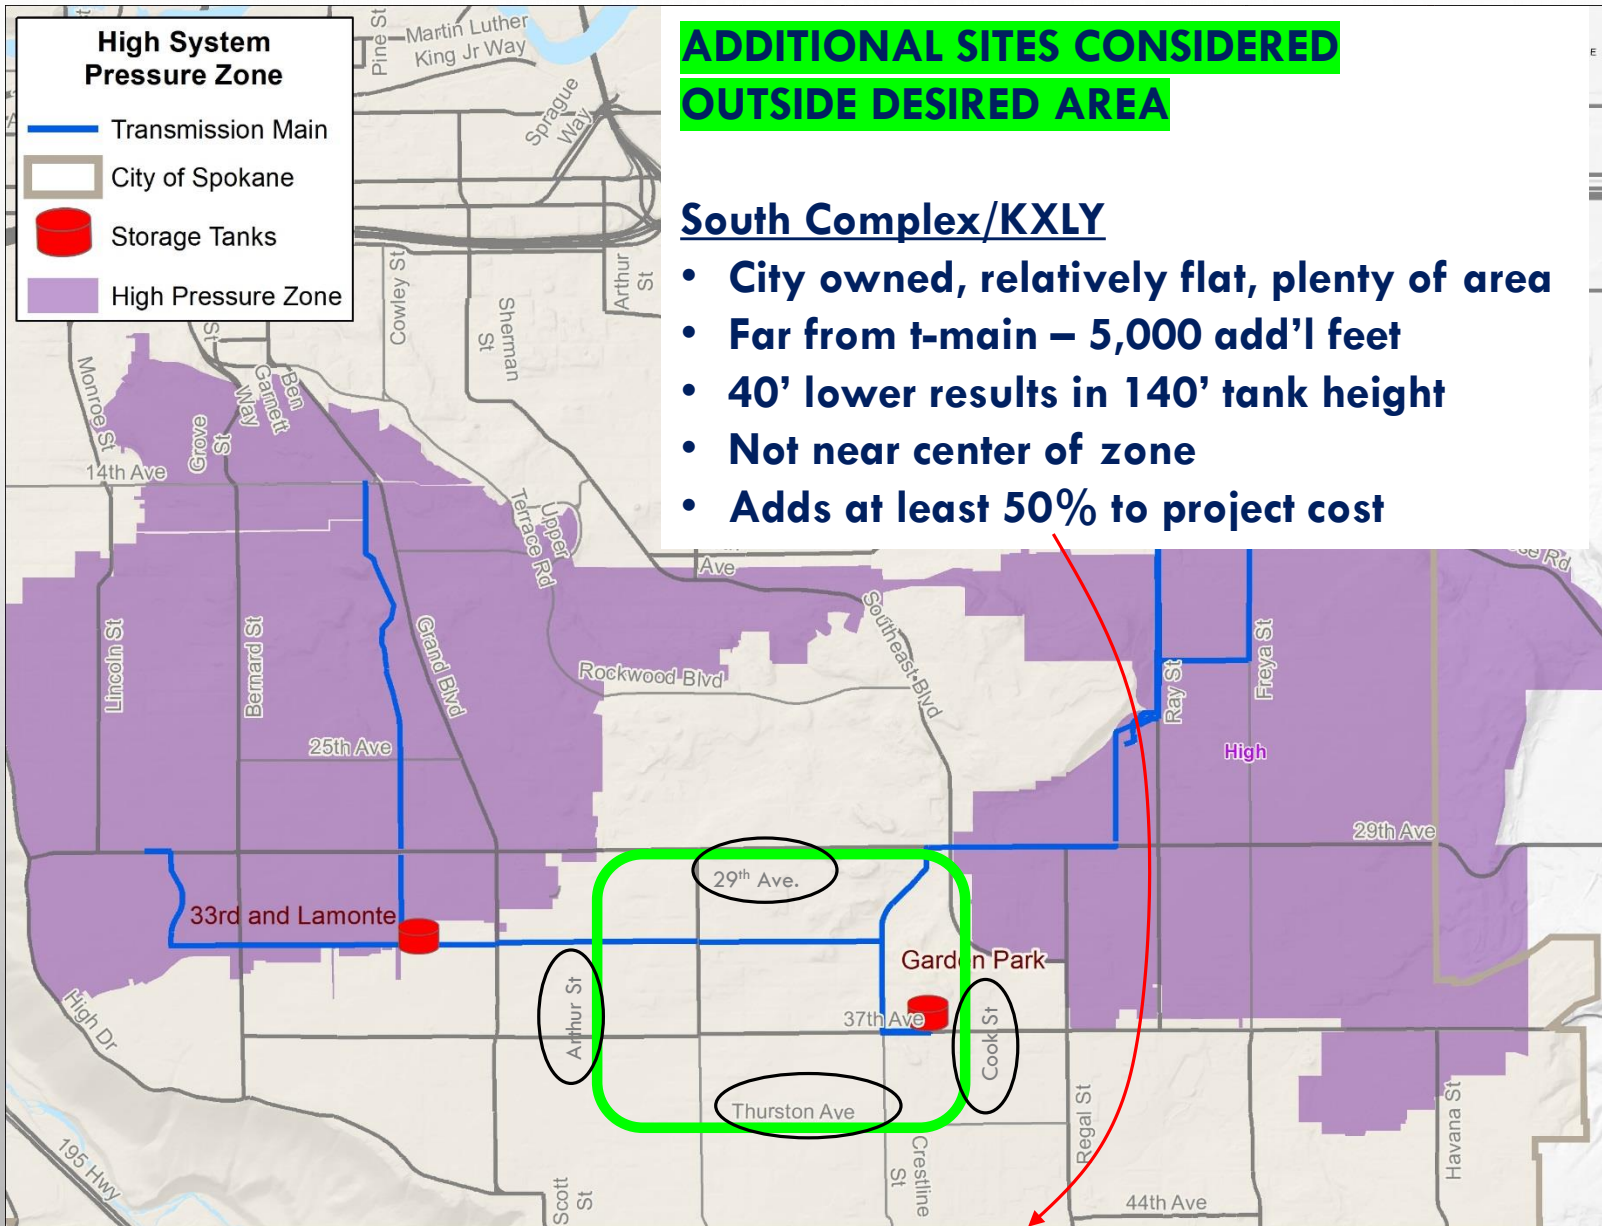 High System
Pressure Zone
Transmission Main
City of Spokane
Storage Tanks
High Pressure Zone
ADDITIONAL SITES CONSIDERED
OUTSIDE DESIRED AREA
South Complex/KXLY
• City owned, relatively flat, plenty of area
• Far from t-main – 5,000 add’l feet
• 40’ lower results in 140’ tank height
• Not near center of zone
• Adds at least 50% to project cost
Pine St
Martin Luther
King Jr Way
Sprague
Way
Cowley St
Sherman
St
Arthur
St
E
St
Monroe St
Grove
St
Ben
Garnett
Way
14th Ave
Upper
Terrace Rd
Ave
Rd
Lincoln St
Bernard St
Grand Blvd
Rockwood Blvd
Southeast Blvd
Ray St
Freya St
High
25th Ave
29th Ave
29th Ave.
33rd and Lamonte
Garden Park
37th Ave
Arthur St
Cook St
High Dr
Thurston Ave
195 Hwy
Scott
St
Crestline
St
Regal St
44th Ave
Havana St